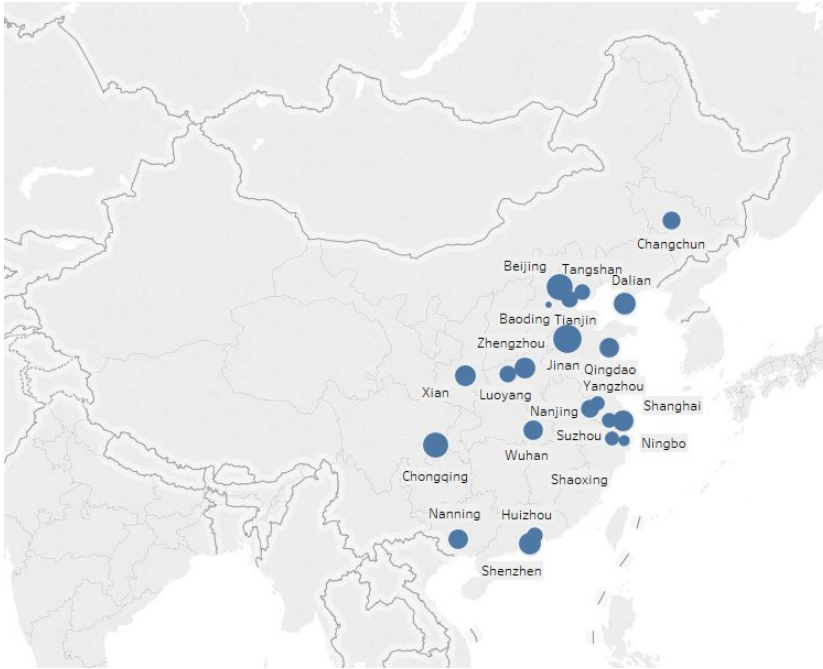 Changchun
Beijing
Tangshan
Dalian
Baoding
Tianjin
Zhengzhou
Jinan
Qingdao
Xian
Luoyang
Yangzhou
Nanjing
Shanghai
Suzhou
Ningbo
Wuhan
Chongqing
Shaoxing
Nanning
Huizhou
Shenzhen